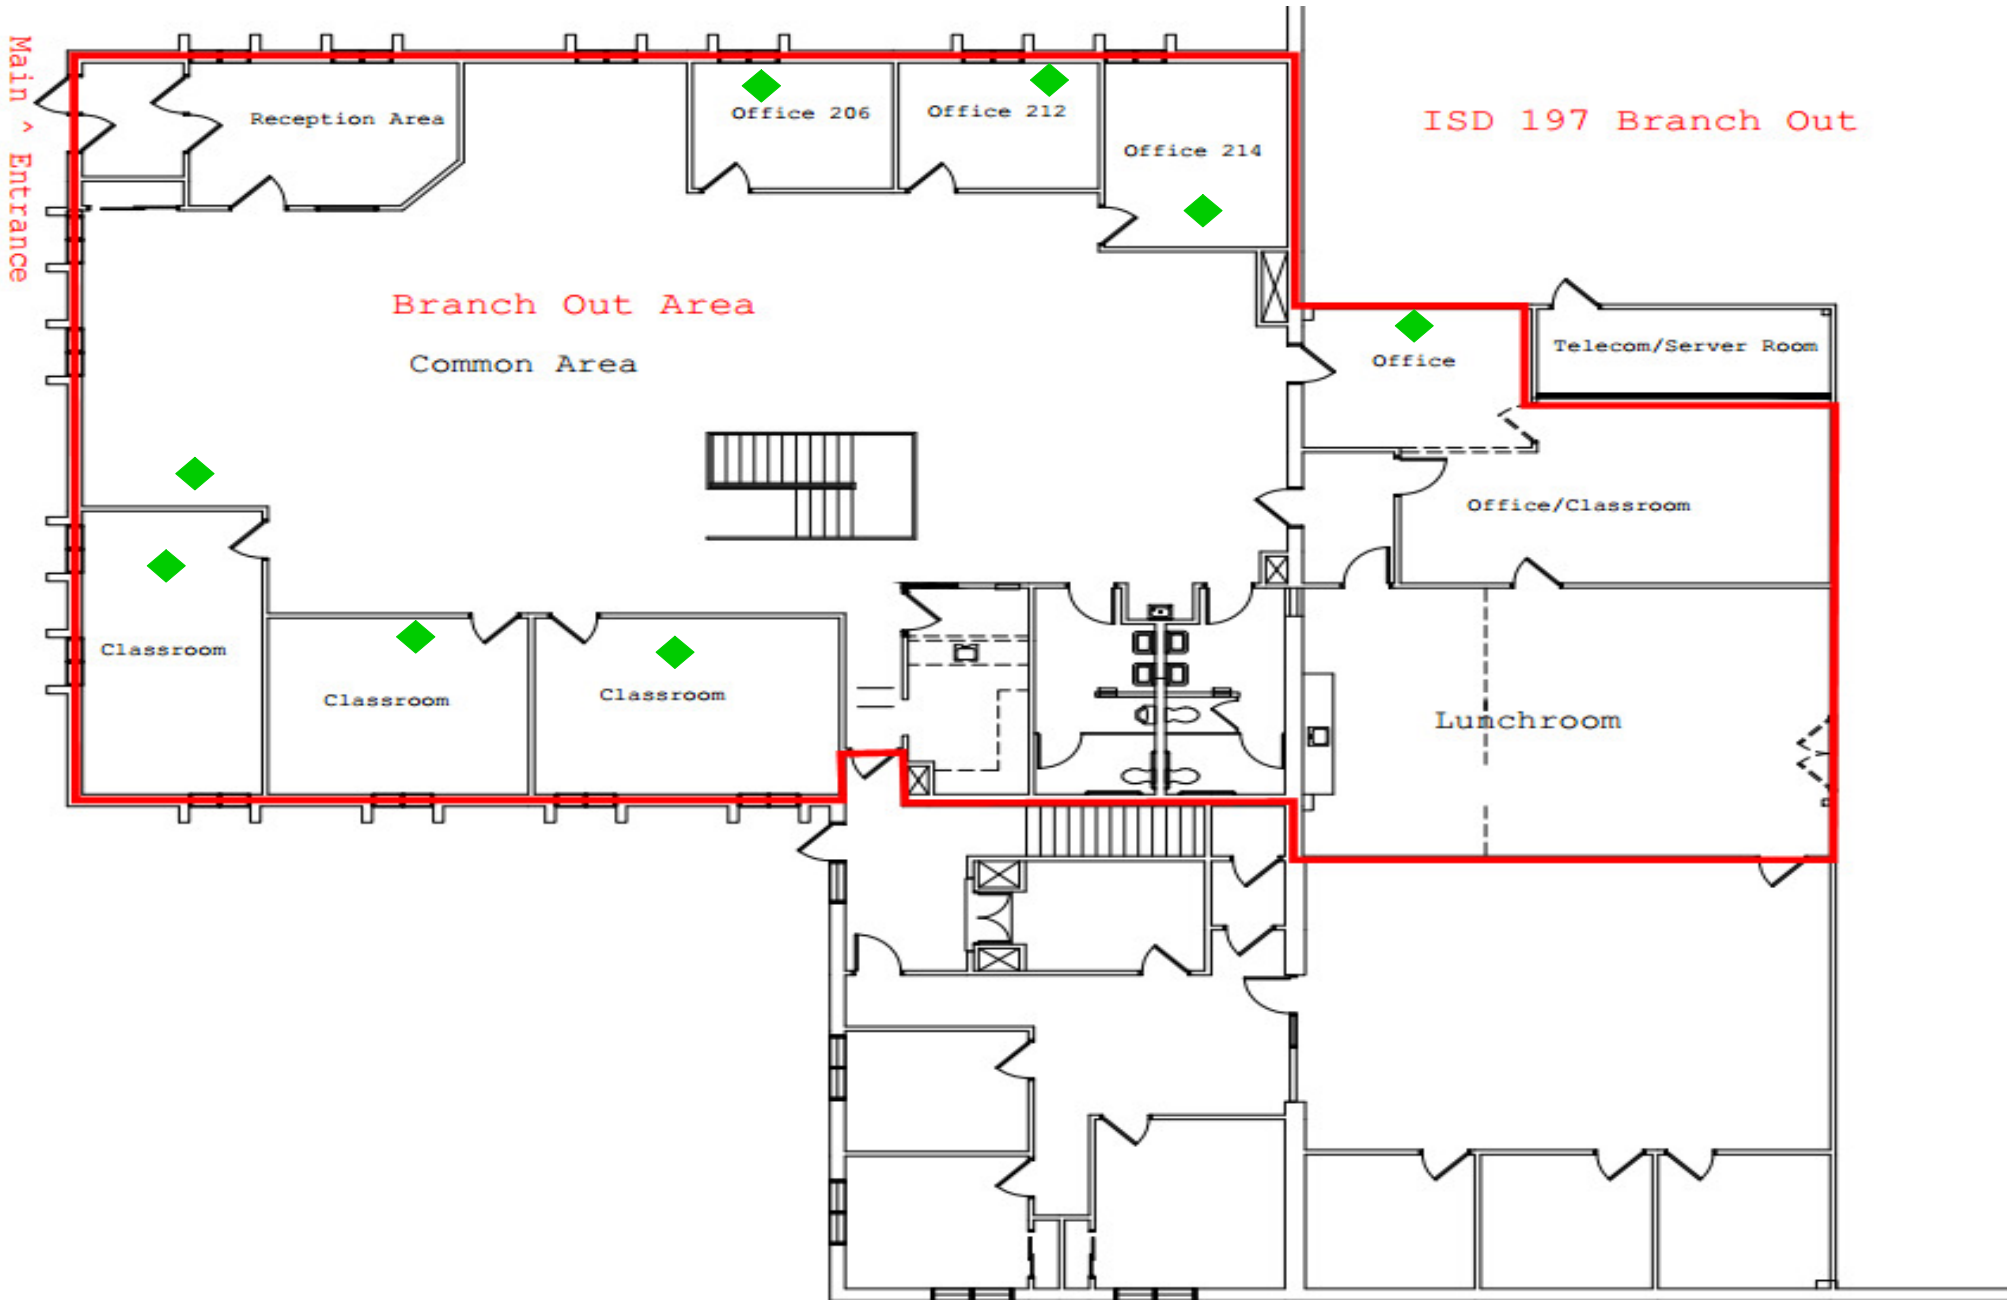 Main ^ Entrance
Reception Area
Office 206
Office 212
Office 214
ISD 197 Branch Out
Branch Out Area
Common Area
Office
Telecom/Server Room
Office/Classroom
Classroom
Classroom
Classroom
Lunchroom